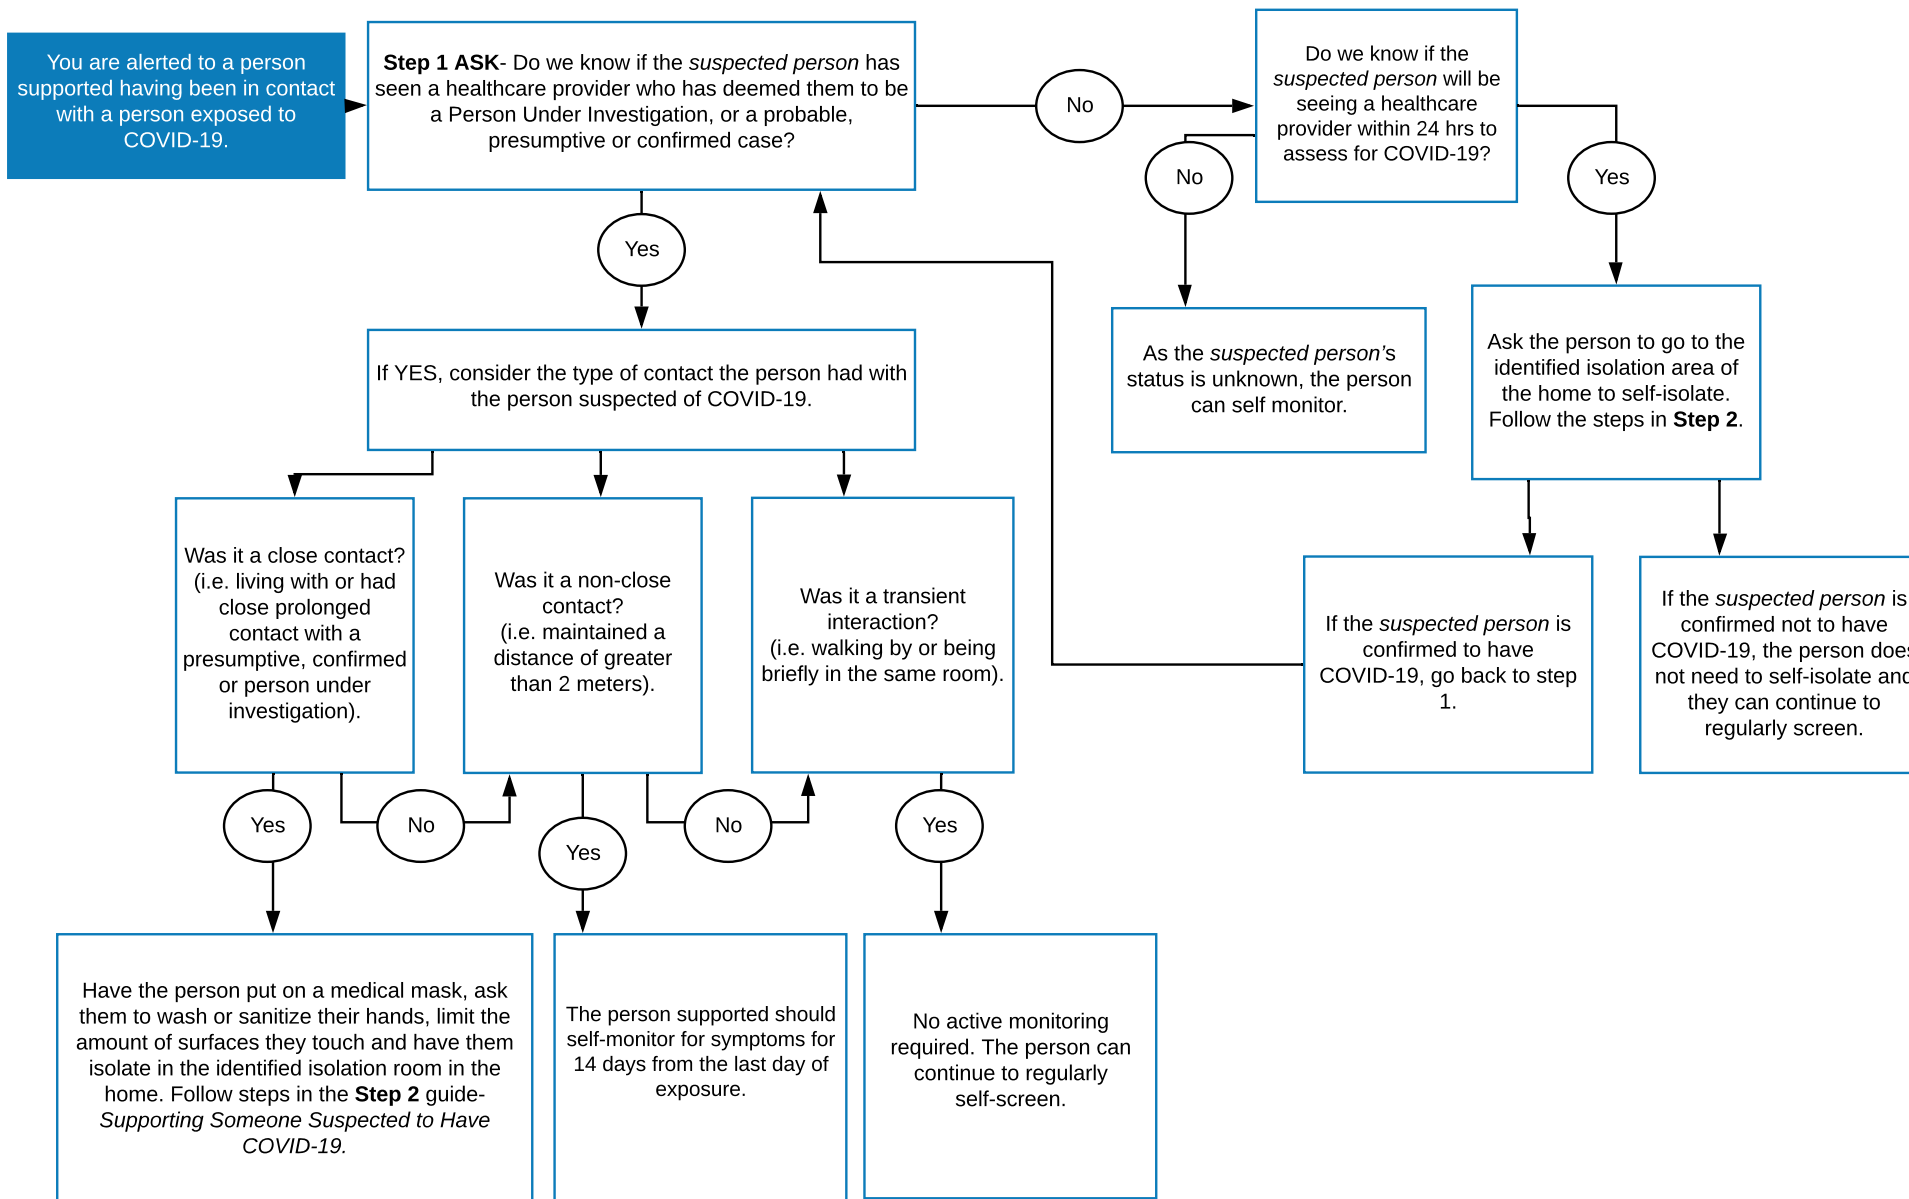 You are alerted to a person
supported having been in contact
with a person exposed to
COVID-19.
Step 1 ASK- Do we know if the suspected person has
seen a healthcare provider who has deemed them to be
a Person Under Investigation, or a probable,
presumptive or confirmed case?
No
Do we know if the
suspected person will be
seeing a healthcare
provider within 24 hrs to
assess for COVID-19?
No
Yes
Yes
As the suspected person's
status is unknown, the person
can self monitor.
Ask the person to go to the
identified isolation area of
the home to self-isolate.
Follow the steps in Step 2.
If YES, consider the type of contact the person had with
the person suspected of COVID-19.
Was it a close contact?
(i.e. living with or had
close prolonged
contact with a
presumptive, confirmed
or person under
investigation).
Was it a non-close
contact?
(i.e. maintained a
distance of greater
than 2 meters).
Was it a transient
interaction?
(i.e. walking by or being
briefly in the same room).
If the suspected person is
confirmed to have
COVID-19, go back to step
1.
If the suspected person is
confirmed not to have
COVID-19, the person does
not need to self-isolate and
they can continue to
regularly screen.
Yes
No
Yes
No
Yes
Have the person put on a medical mask, ask
them to wash or sanitize their hands, limit the
amount of surfaces they touch and have them
isolate in the identified isolation room in the
home. Follow steps in the Step 2 guide-
Supporting Someone Suspected to Have
COVID-19.
The person supported should
self-monitor for symptoms for
14 days from the last day of
exposure.
No active monitoring
required. The person can
continue to regularly
self-screen.